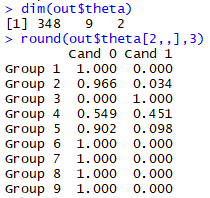 > dim(out$theta)
[1] 348   9   2
> round(out$theta[2,,],3)
        Cand 0 Cand 1
Group 1  1.000  0.000
Group 2  0.966  0.034
Group 3  0.000  1.000
Group 4  0.549  0.451
Group 5  0.902  0.098
Group 6  1.000  0.000
Group 7  1.000  0.000
Group 8  1.000  0.000
Group 9  1.000  0.000